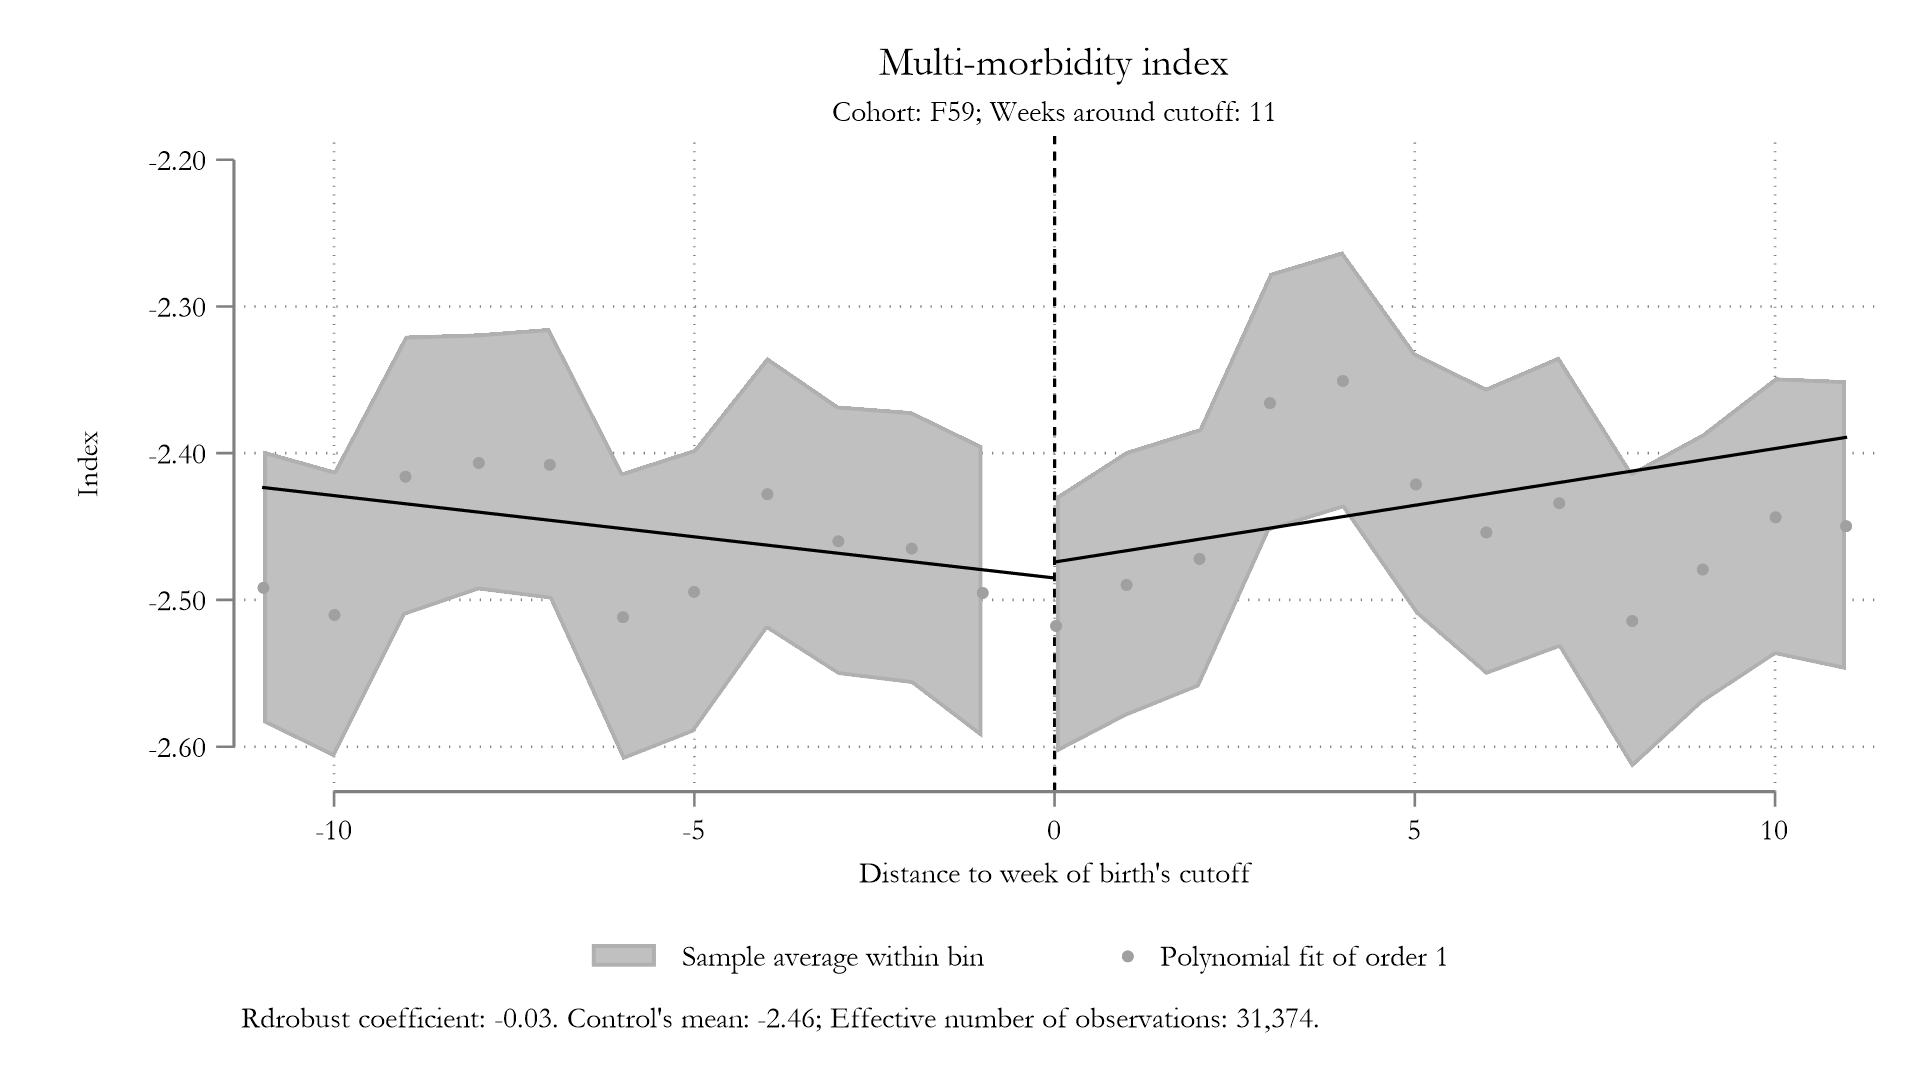 Multi-morbidity index
Cohort: F59; Weeks around cutoff: 11
-2.20
-2.30
-2.40
-2.50
-2.60
Index
-10
-5
0
5
10
Distance to week of birth's cutoff
Sample average within bin
Polynomial fit of order 1
Rdrobust coefficient: -0.03. Control's mean: -2.46; Effective number of observations: 31,374.